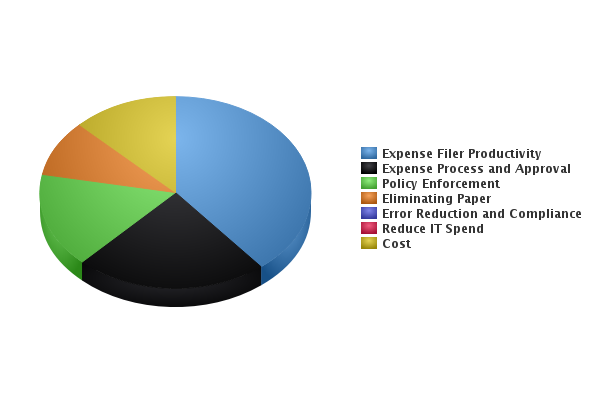 Expense Filer Productivity
Expense Process and Approval
Policy Enforcement
Eliminating Paper
Error Reduction and Compliance
Reduce IT Spend
Cost